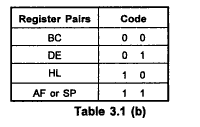 Register Pairs Code
BC 0 0
DE 0 1
HL 1 0
AF or SP 1 1
Table 3.1 (b)